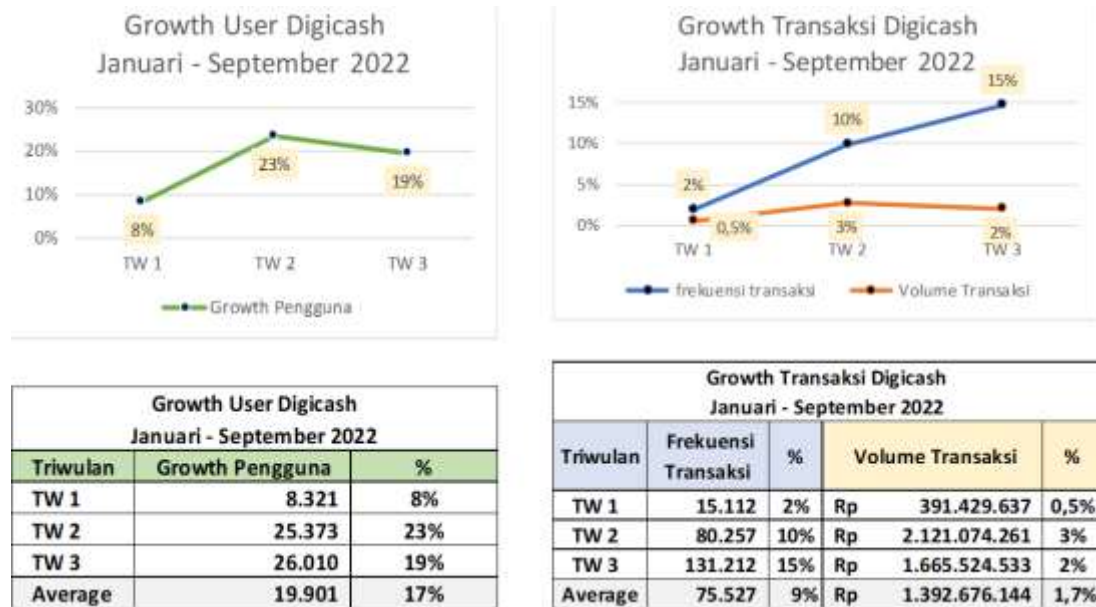 Growth User Digicash
Januari - September 2022
30%
20%
10%
0%
8%
23%
19%
TW 1 TW 2 TW 3
Growth Pengguna
Growth Transaksi Digicash
Januari - September 2022
15%
10%
5%
0%
2%
10%
15%
0,5%
3%
2%
TW 1 TW 2 TW 3
frekuensi transaksi Volume Transaksi
Growth User Digicash
Januari - September 2022
Triwulan Growth Pengguna %
TW 1 8.321 8%
TW 2 25.373 23%
TW 3 26.010 19%
Average 19.901 17%
Growth Transaksi Digicash
Januari - September 2022
Triwulan Frekuensi Transaksi % Volume Transaksi %
TW 1 15.112 2% Rp 391.429.637 0,5%
TW 2 80.257 10% Rp 2.121.074.261 3%
TW 3 131.212 15% Rp 1.665.524.533 2%
Average 75.527 9% Rp 1.392.676.144 1,7%